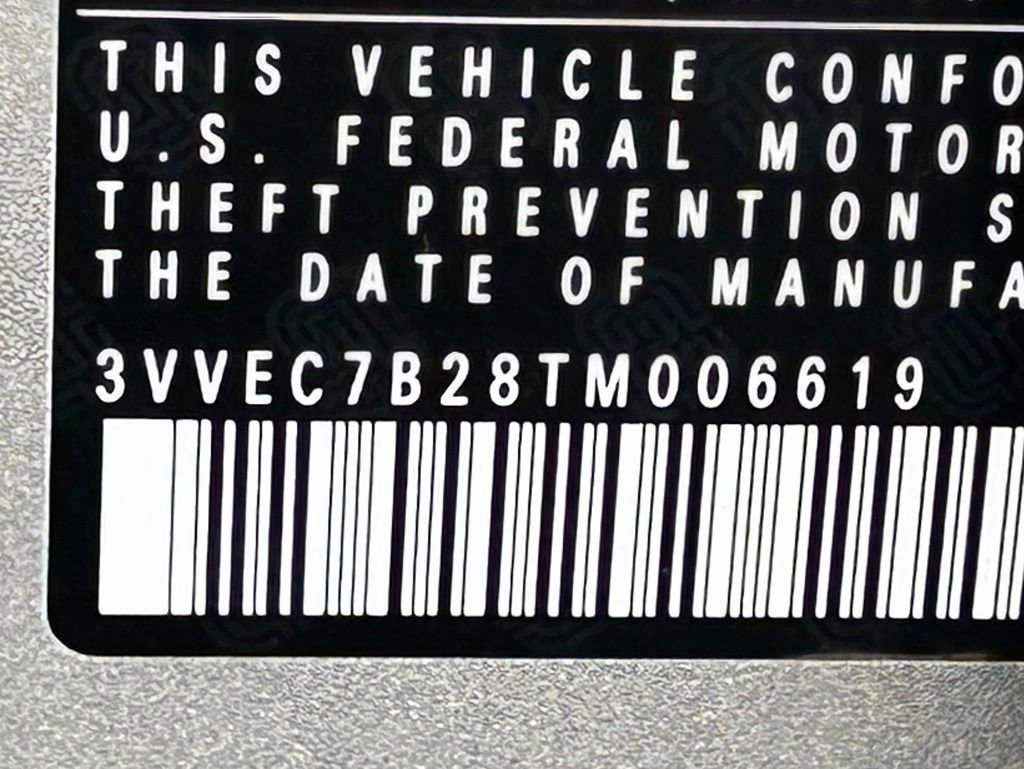 THIS VEHICLE CONFO
U.S. FEDERAL MOTOR
THEFT PREVENTION S
THE DATE OF MANUFA
3VVEC7B28TM006619